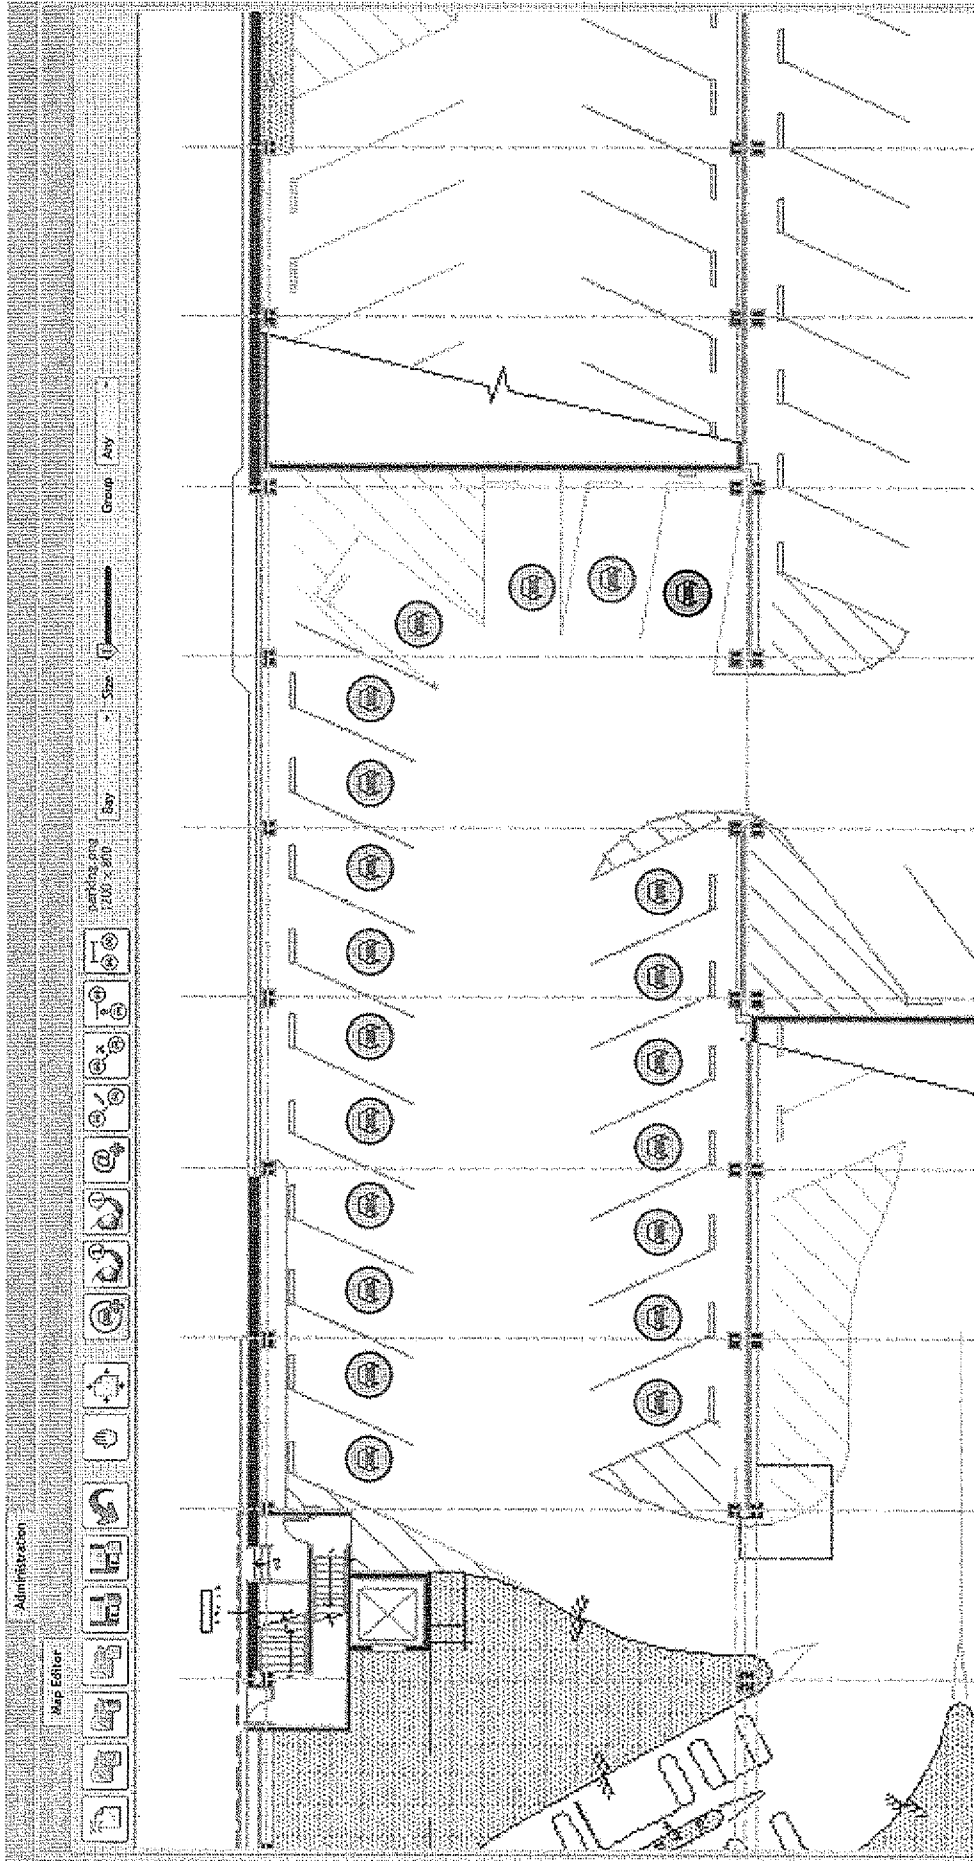 Administration
Map Editor
parking.png
1200 x 800
Bay
Size
Group
Any